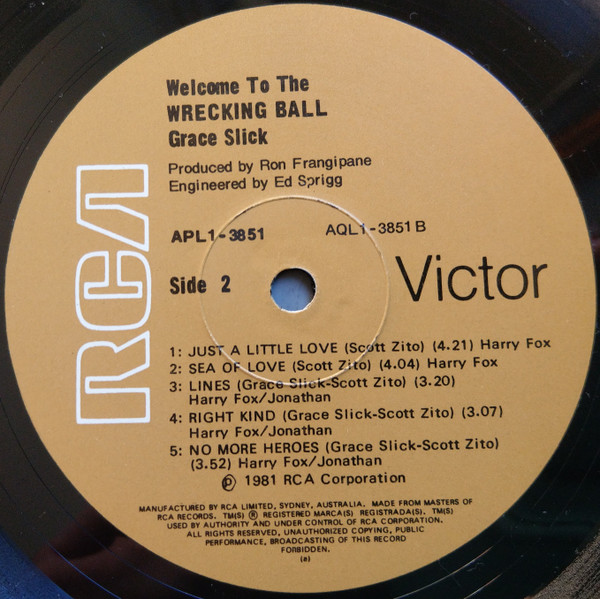 Welcome To The
WRECKING BALL
Grace Slick
Produced by Ron Frangipane
Engineered by Ed Sprigg
APL1-3851 AQL1-3851 B
Side 2
RCA
Victor
1: JUST A LITTLE LOVE (Scott Zito) (4.21) Harry Fox
2: SEA OF LOVE (Scott Zito) (4.04) Harry Fox
3: LINES (Grace Slick-Scott Zito) (3.20)
Harry Fox/Jonathan
4: RIGHT KIND (Grace Slick-Scott Zito) (3.07)
Harry Fox/Jonathan
5: NO MORE HEROES (Grace Slick-Scott Zito)
(3.52) Harry Fox/Jonathan
℗ 1981 RCA Corporation
MANUFACTURED BY RCA LIMITED, SYDNEY, AUSTRALIA. MADE FROM MASTERS OF
RCA RECORDS. TM(S) ® REGISTERED MARCA(S) REGISTRADA(S). TM(S)
USED BY AUTHORITY AND UNDER CONTROL OF RCA CORPORATION.
ALL RIGHTS RESERVED, UNAUTHORIZED COPYING, PUBLIC
PERFORMANCE, BROADCASTING OF THIS RECORD
FORBIDDEN.